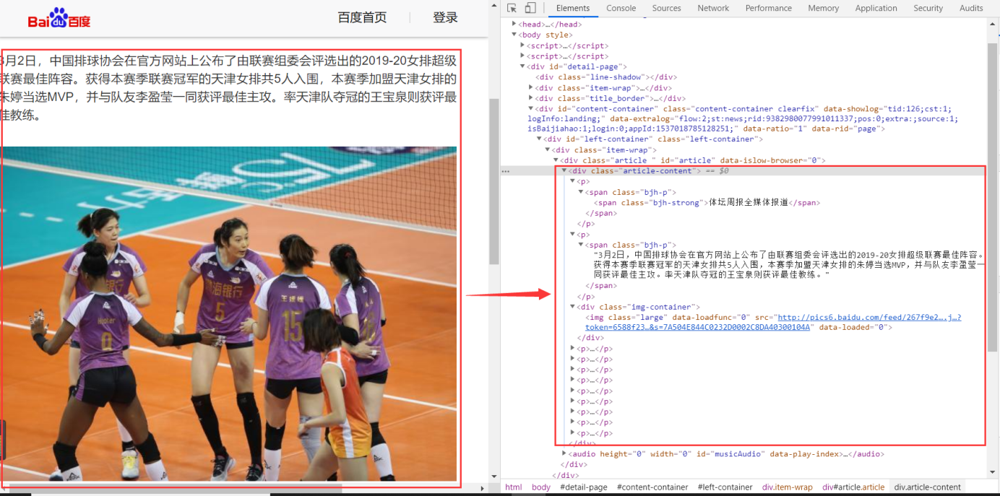 Bai du 百度
百度首页
登录
3月2日，中国排球协会在官方网站上公布了由联赛组委会评选出的2019-20女排超级
联赛最佳阵容。获得本赛季联赛冠军的天津女排共5人入围，本赛季加盟天津女排的
朱婷当选MVP，并与队友李盈莹一同获评最佳主攻。率天津队夺冠的王宝泉则获评最
佳教练。
渤海银行
5
15
Hooker
8
Elements Console Sources Network Performance Memory Application Security Audits
<head>…</head>
<body style>
<script>…</script>
<script>…</script>
<div id="detail-page">
<div class="line-shadow"></div>
<div class="item-wrap">…</div>
<div class="title_border">…</div>
<div id="content-container" class="content-container clearfix" data-showlog="tid:126;cst:1;
logInfo:landing;" data-extralog="flow:2;st:news;rid:9382980077991011337;pos:0;extra:;source:1;
isBaijiahao:1;login:0;appId:1537018785128251;" data-ratio="1" data-rid="page">
<div id="left-container" class="left-container">
<div class="item-wrap">
<div class="article " id="article" data-islow-browser="0">
… <div class="article-content"> == $0
<p>
<span class="bjh-p">
<span class="bjh-strong">体坛周报全媒体报道</span>
</span>
</p>
<p>
<span class="bjh-p">
"3月2日，中国排球协会在官方网站上公布了由联赛组委会评选出的2019-20女排超级联赛最佳阵容。
获得本赛季联赛冠军的天津女排共5人入围，本赛季加盟天津女排的朱婷当选MVP，并与队友李盈莹一
同获评最佳主攻。率天津队夺冠的王宝泉则获评最佳教练。"
</span>
</p>
<div class="img-container">
<img class="large" data-loadfunc="0" src="http://pics6.baidu.com/feed/267f9e2….j…?
token=6588f23…&s=7A504E844C0232D0002C8DA40300104A" data-loaded="0">
</div>
<p>…</p>
<p>…</p>
<p>…</p>
<p>…</p>
<p>…</p>
<p>…</p>
<p>…</p>
<p>…</p>
<p>…</p>
</div>
<audio height="0" width="0" id="musicAudio" data-play-index>…</audio>
</div>
</div>
html body #detail-page #content-container #left-container div.item-wrap div#article.article div.article-content